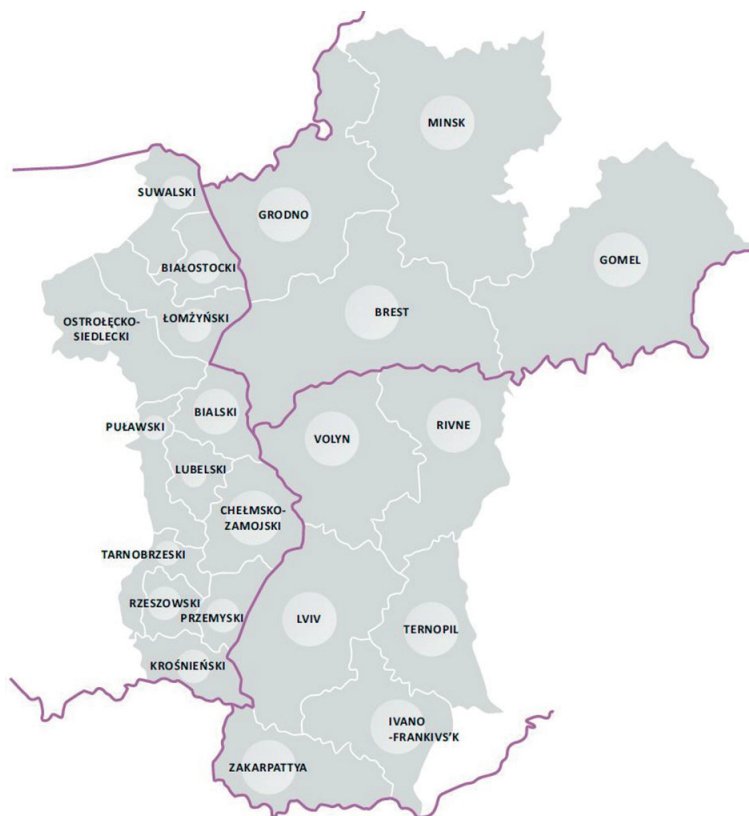 MINSK
SUWALSKI
GRODNO
BIAŁOSTOCKI
GOMEL
ŁOMŻYŃSKI
BREST
OSTROŁĘCKO-
SIEDLECKI
BIALSKI
PUŁAWSKI
VOLYN
RIVNE
LUBELSKI
CHEŁMSKO-
ZAMOJSKI
TARNOBRZESKI
RZESZOWSKI
PRZEMYSKI
LVIV
TERNOPIL
KROŚNIEŃSKI
IVANO
-FRANKIVS’K
ZAKARPATTYA